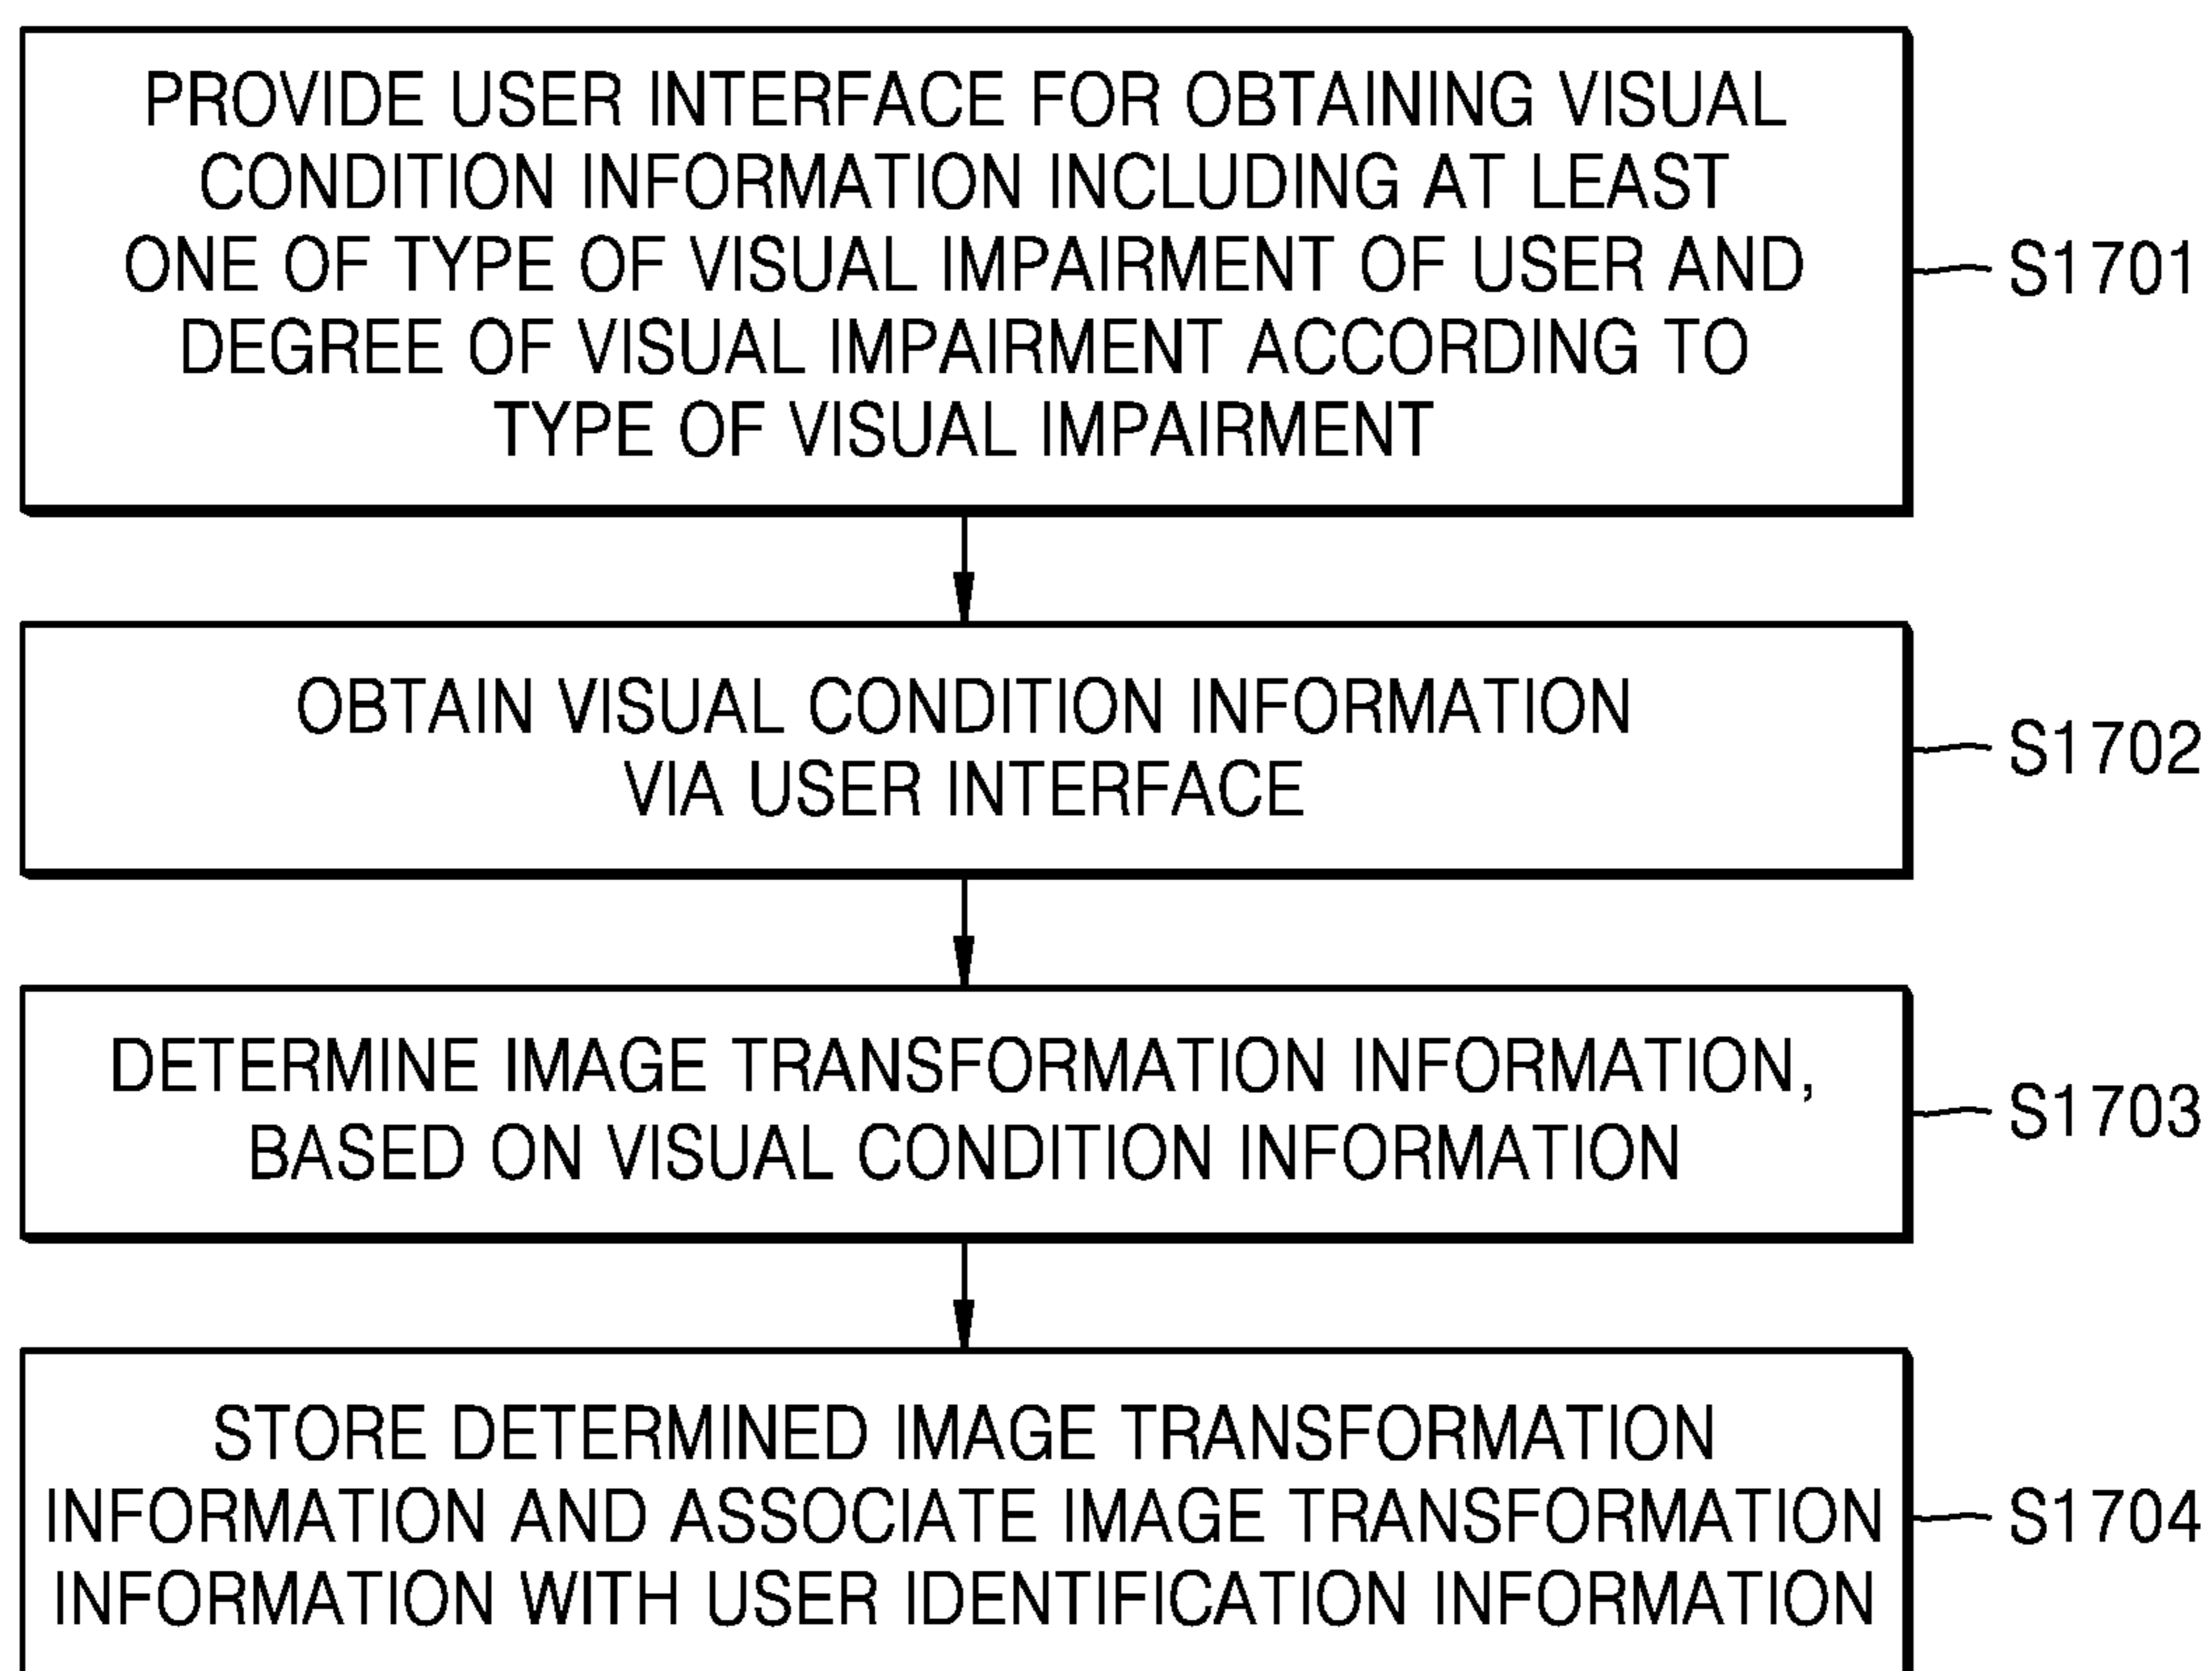 PROVIDE USER INTERFACE FOR OBTAINING VISUAL
CONDITION INFORMATION INCLUDING AT LEAST
ONE OF TYPE OF VISUAL IMPAIRMENT OF USER AND
DEGREE OF VISUAL IMPAIRMENT ACCORDING TO
TYPE OF VISUAL IMPAIRMENT
S1701
OBTAIN VISUAL CONDITION INFORMATION
VIA USER INTERFACE
S1702
DETERMINE IMAGE TRANSFORMATION INFORMATION,
BASED ON VISUAL CONDITION INFORMATION
S1703
STORE DETERMINED IMAGE TRANSFORMATION
INFORMATION AND ASSOCIATE IMAGE TRANSFORMATION
INFORMATION WITH USER IDENTIFICATION INFORMATION
S1704